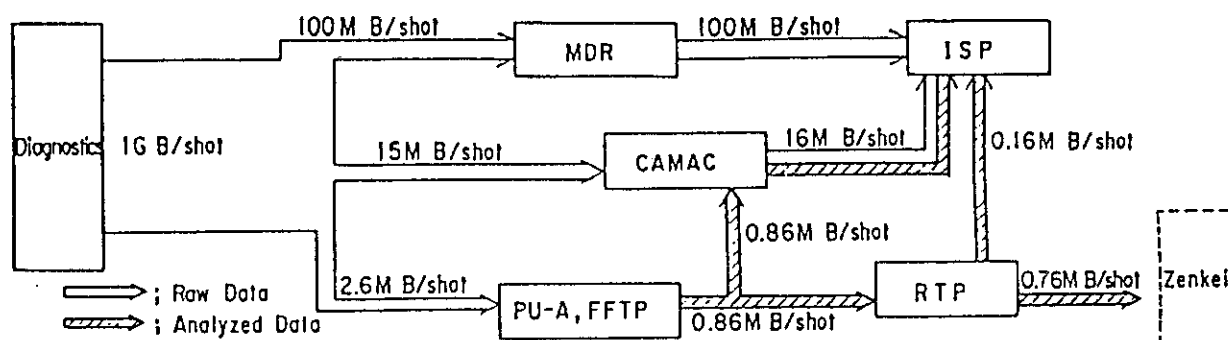 100M B/shot
MDR
100M B/shot
ISP
Diagnostics
1G B/shot
15M B/shot
CAMAC
16M B/shot
0.16M B/shot
0.86M B/shot
2.6M B/shot
PU-A, FFTP
0.86M B/shot
RTP
0.76M B/shot
Zenkei
; Raw Data
; Analyzed Data